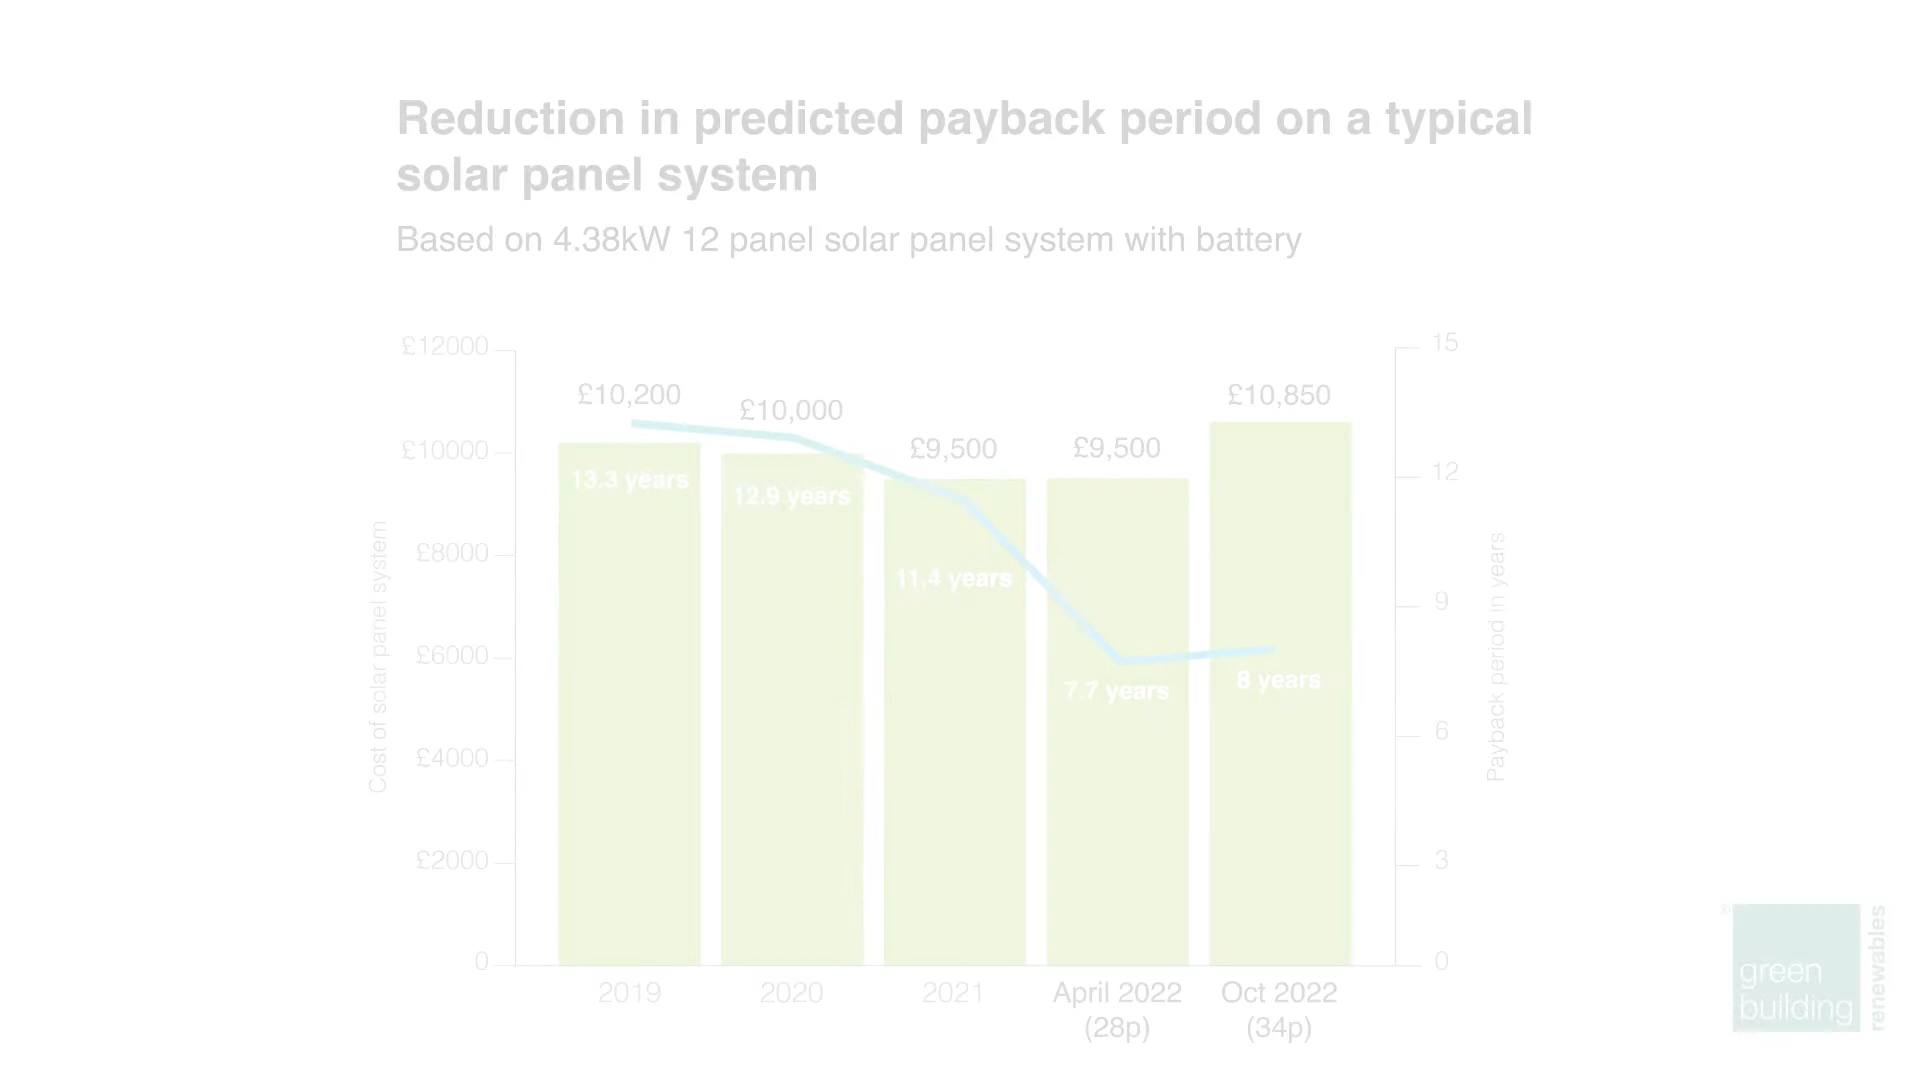 Reduction in predicted payback period on a typical
solar panel system
Based on 4.38kW 12 panel solar panel system with battery
Cost of solar panel system
£12000
£10000
£8000
£6000
£4000
£2000
0
£10,200
£10,000
£9,500
£9,500
£10,850
13.3 years
12.9 years
11.4 years
7.7 years
8 years
15
12
9
6
3
0
Payback period in years
2019
2020
2021
April 2022
(28p)
Oct 2022
(34p)
®
green
building
renewables